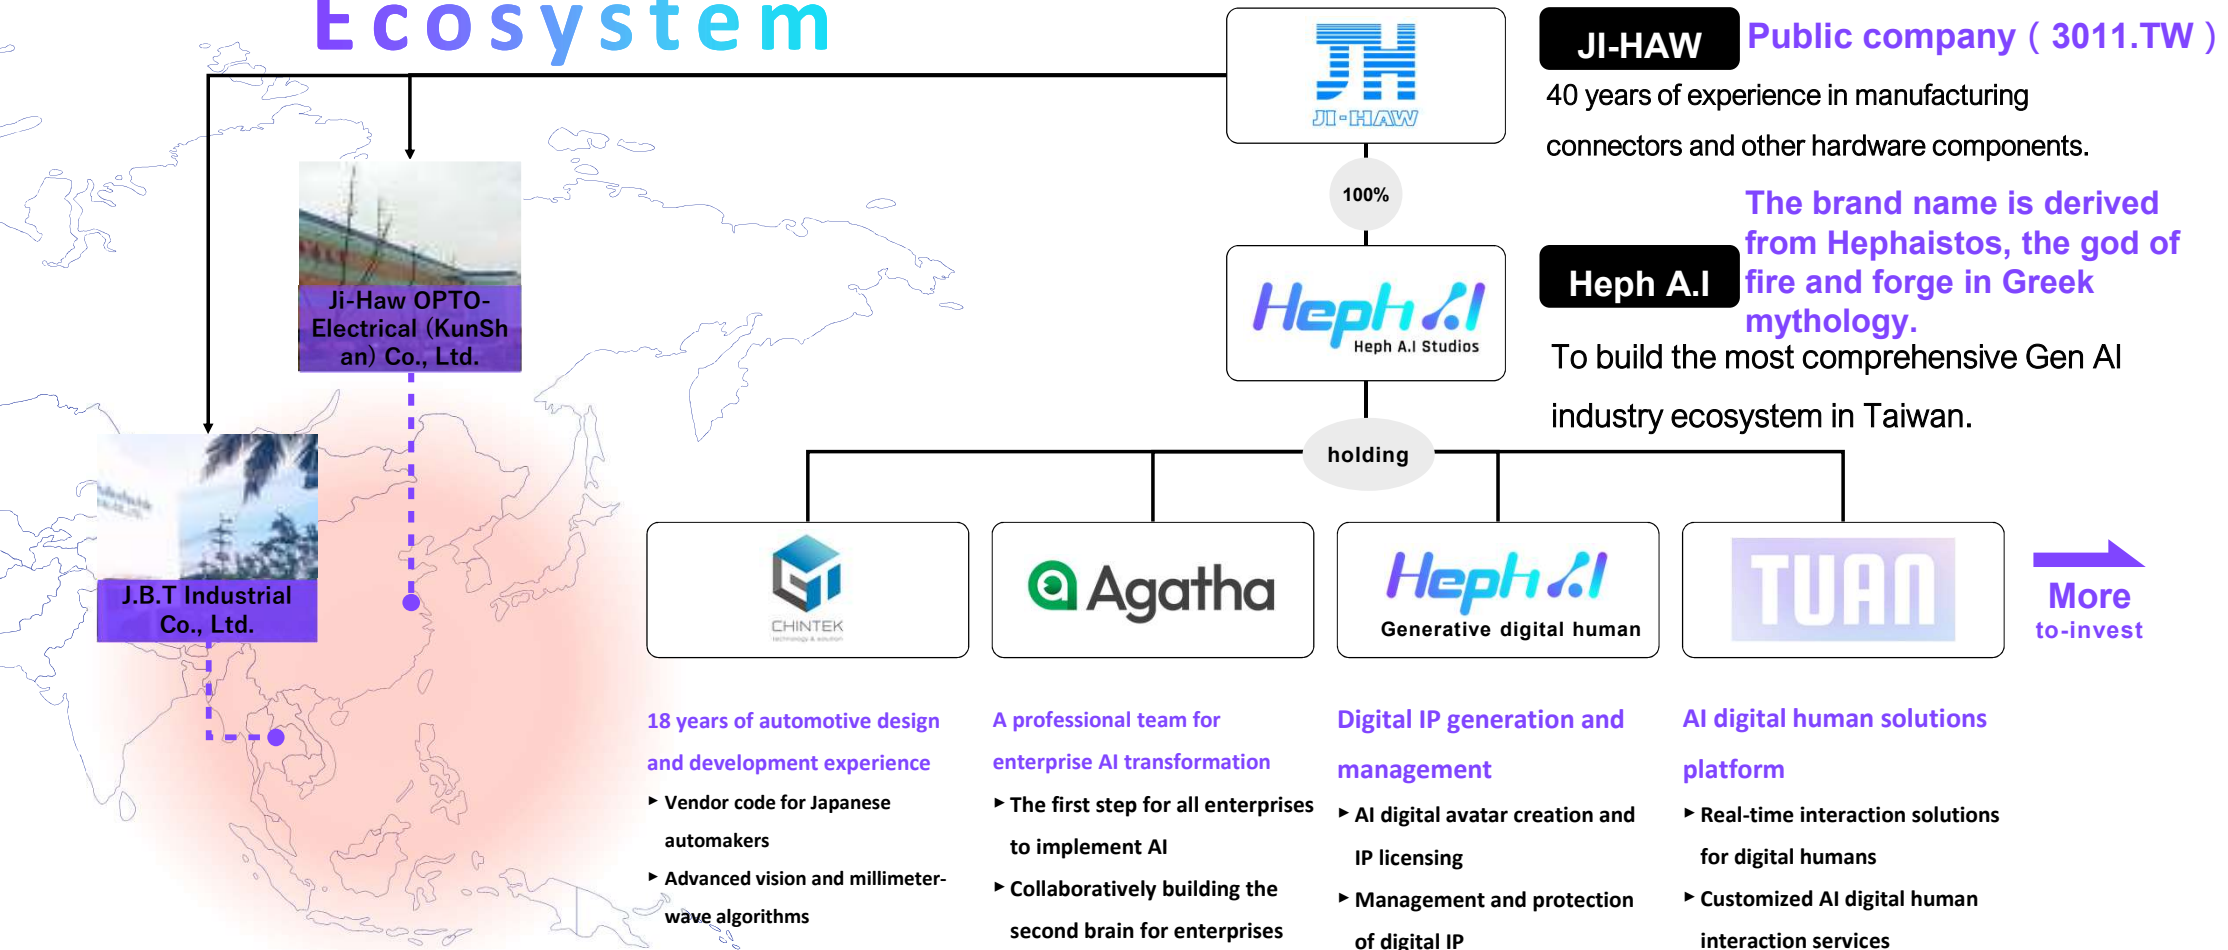 Ecosystem
JH
JI-HAW
JI-HAW
Public company ( 3011.TW )
40 years of experience in manufacturing
connectors and other hardware components.
100%
Ji-Haw OPTO-
Electrical (KunSh
an) Co., Ltd.
Heph A.I
Heph A.I Studios
Heph A.I
The brand name is derived
from Hephaistos, the god of
fire and forge in Greek
mythology.
To build the most comprehensive Gen AI
industry ecosystem in Taiwan.
holding
J.B.T Industrial
Co., Ltd.
CHINTEK
technology & solution
Agatha
Heph A.I
Generative digital human
TUAN
More
to-invest
18 years of automotive design
and development experience
▸ Vendor code for Japanese
automakers
▸ Advanced vision and millimeter-
wave algorithms
A professional team for
enterprise AI transformation
▸ The first step for all enterprises
to implement AI
▸ Collaboratively building the
second brain for enterprises
Digital IP generation and
management
▸ AI digital avatar creation and
IP licensing
▸ Management and protection
of digital IP
AI digital human solutions
platform
▸ Real-time interaction solutions
for digital humans
▸ Customized AI digital human
interaction services